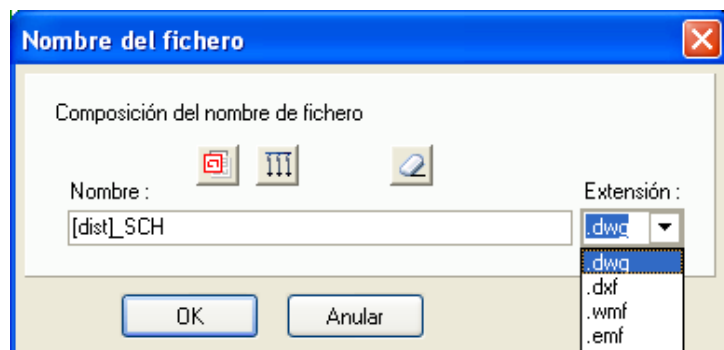 Nombre del fichero
Composición del nombre de fichero
Nombre :
Extensión :
[dist]_SCH
.dwg
.dwg
.dxf
.wmf
.emf
OK
Anular